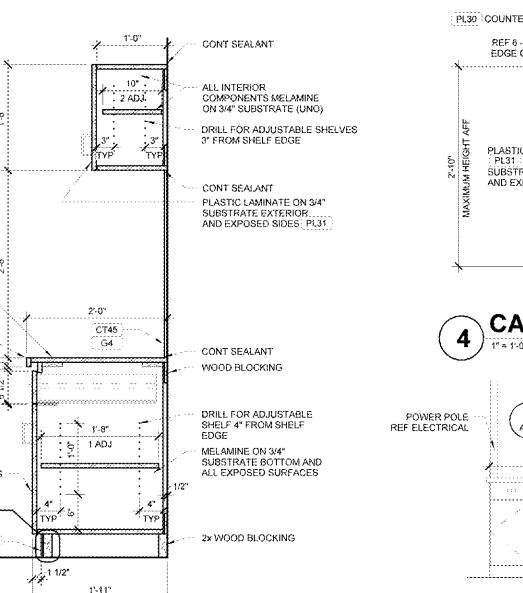 1'-0"
CONT SEALANT
10"
2 ADJ
ALL INTERIOR
COMPONENTS MELAMINE
ON 3/4" SUBSTRATE (UNO)
DRILL FOR ADJUSTABLE SHELVES
3" FROM SHELF EDGE
3"
TYP
3"
TYP
CONT SEALANT
PLASTIC LAMINATE ON 3/4"
SUBSTRATE EXTERIOR
AND EXPOSED SIDES PL31
2'-0"
CT45
G4
CONT SEALANT
WOOD BLOCKING
DRILL FOR ADJUSTABLE
SHELF 4" FROM SHELF
EDGE
1'-8"
1 ADJ
1'-0"
MELAMINE ON 3/4"
SUBSTRATE BOTTOM AND
ALL EXPOSED SURFACES
1/2"
4"
TYP
6"
4"
TYP
2x WOOD BLOCKING
1 1/2"
1'-11"
PL30 COUNTE
REF 6 -
EDGE
2'-10"
MAXIMUM HEIGHT AFF
PLASTIC
PL31
SUBSTR
AND EX
4
CA
1" = 1'-0
POWER POLE
REF ELECTRICAL